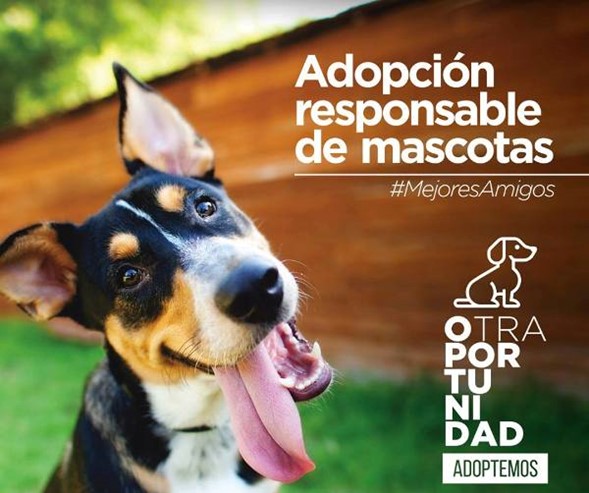 Adopción
responsable
de mascotas
#MejoresAmigos
OTRA
POR
TU
NI
DAD
ADOPTEMOS